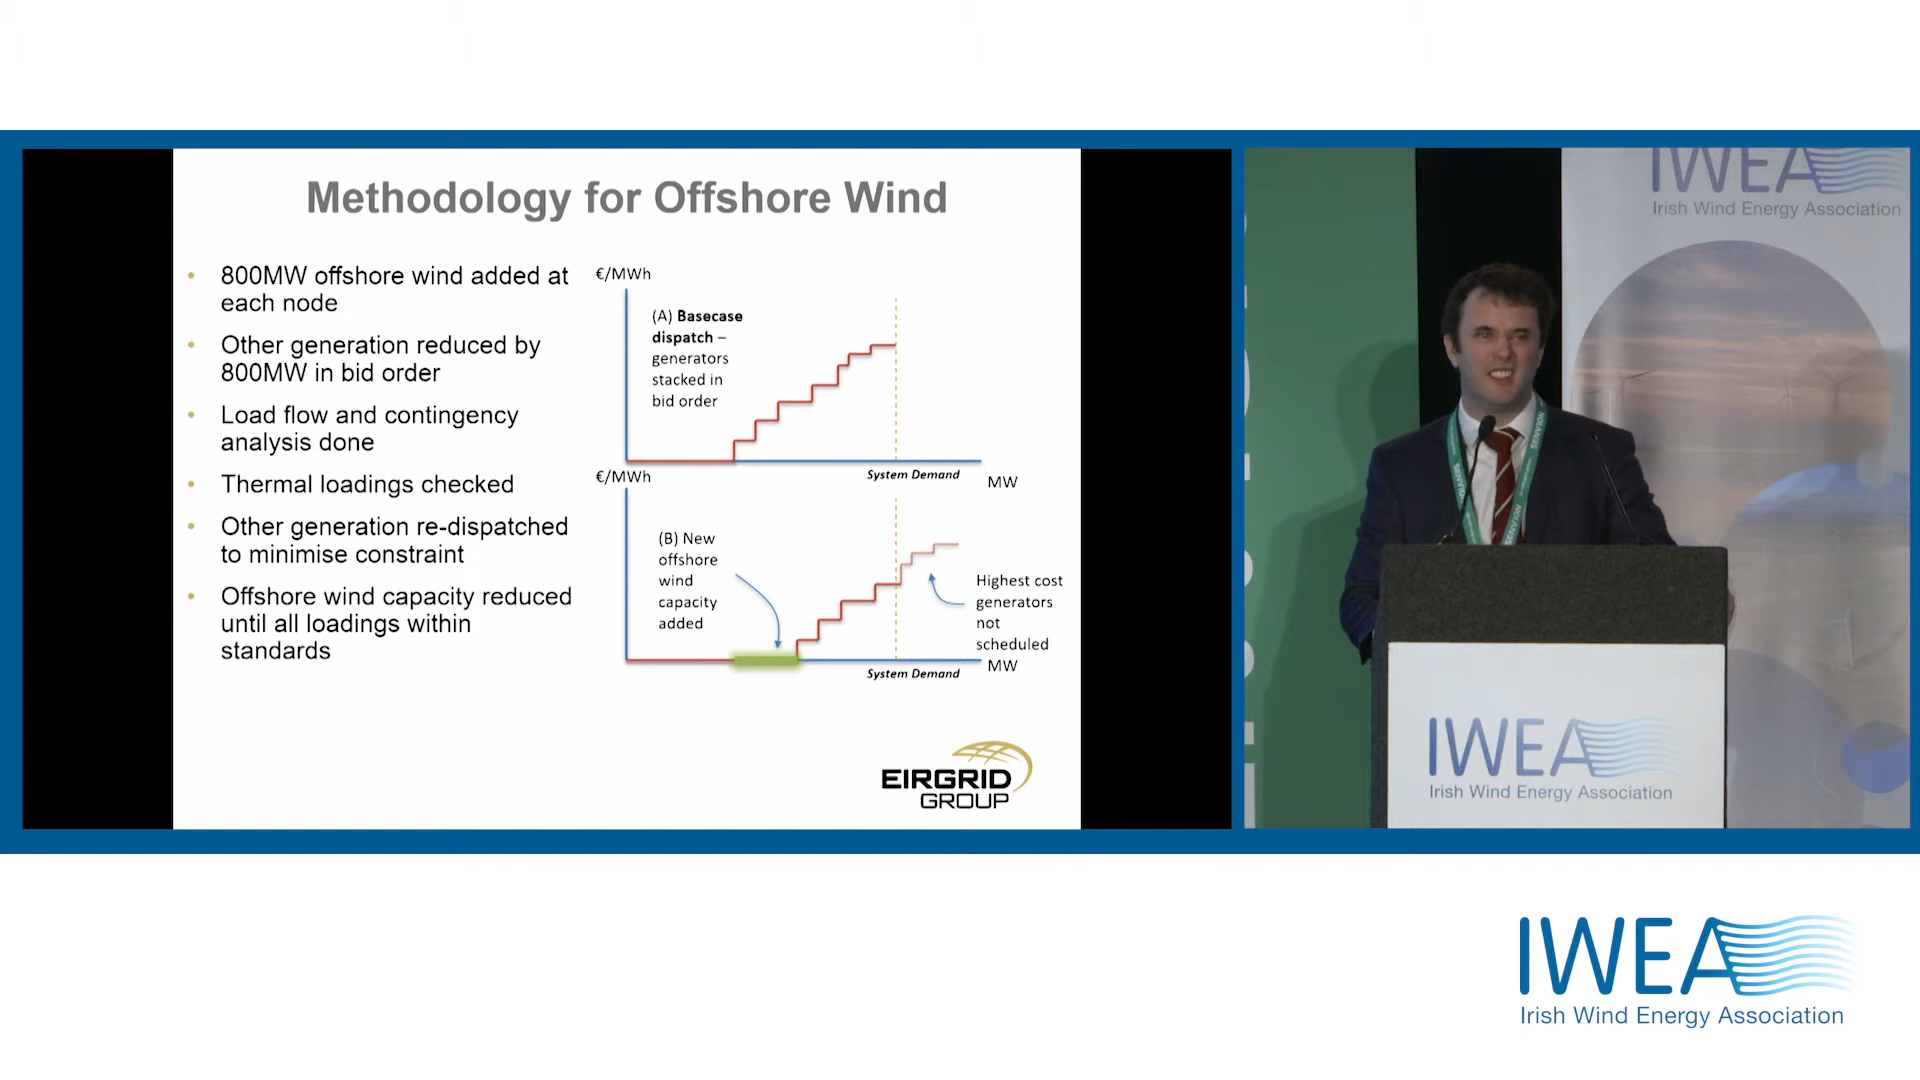 Methodology for Offshore Wind
• 800MW offshore wind added at
each node
• Other generation reduced by
800MW in bid order
• Load flow and contingency
analysis done
• Thermal loadings checked
• Other generation re-dispatched
to minimise constraint
• Offshore wind capacity reduced
until all loadings within
standards
€/MWh
(A) Basecase
dispatch –
generators
stacked in
bid order
System Demand
MW
€/MWh
(B) New
offshore
wind
capacity
added
Highest cost
generators
not
scheduled
MW
System Demand
EIRGRID
GROUP
IWEA
Irish Wind Energy Association
SENVION
SENVION
SENVION
IWEA
Irish Wind Energy Association
IWEA
Irish Wind Energy Association